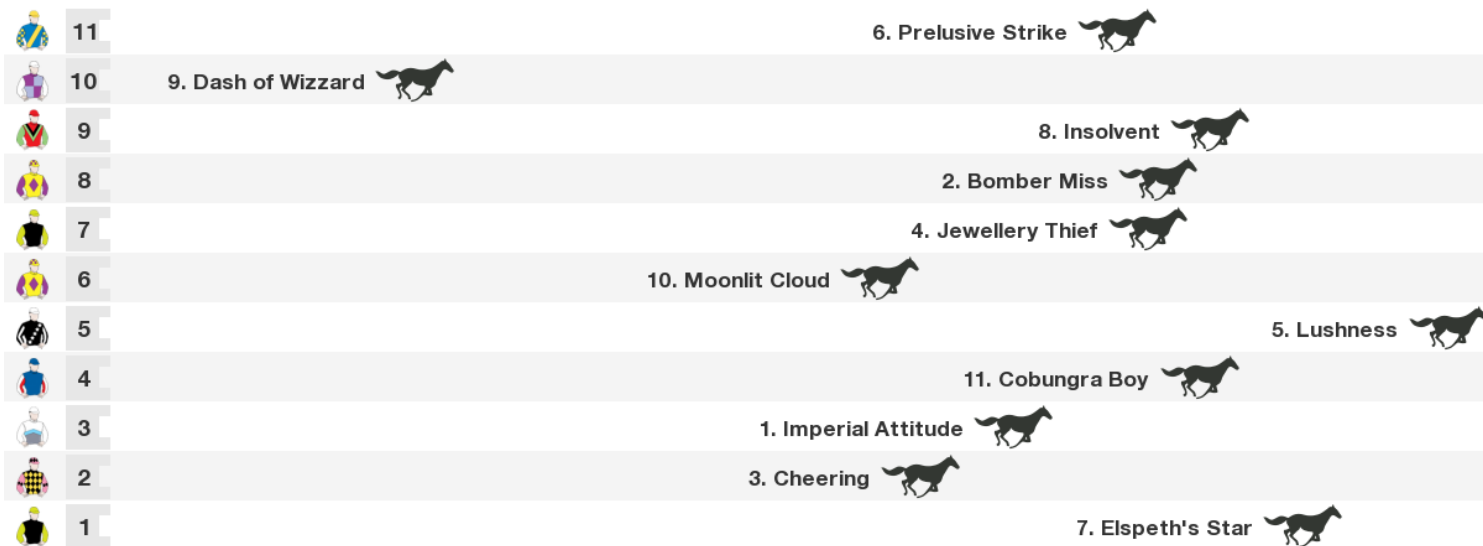 11 6. Prelusive Strike
10 9. Dash of Wizzard
9 8. Insolvent
8 2. Bomber Miss
7 4. Jewellery Thief
6 10. Moonlit Cloud
5 5. Lushness
4 11. Cobungra Boy
3 1. Imperial Attitude
2 3. Cheering
1 7. Elspeth's Star